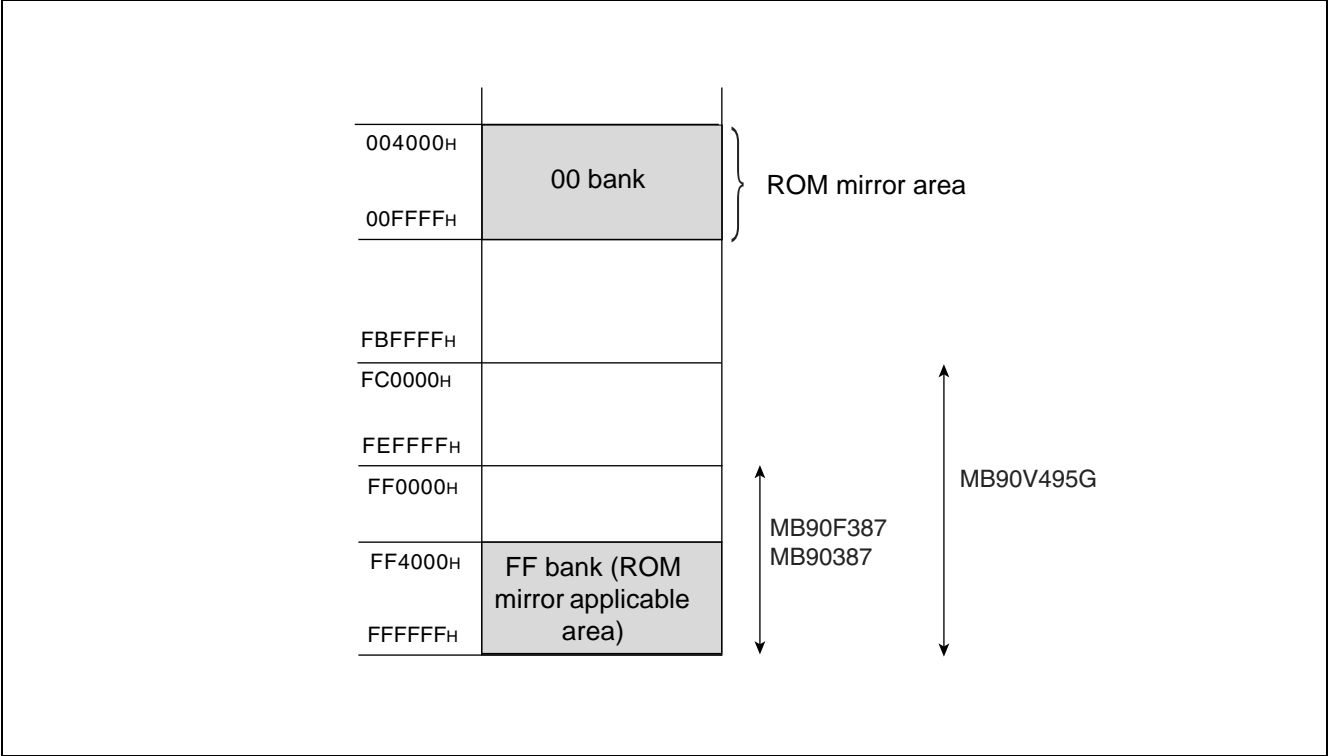 004000H
00 bank
ROM mirror area
00FFFFH
FBFFFFH
FC0000H
FEFFFFH
FF0000H
MB90V495G
MB90F387
MB90387
FF4000H
FF bank (ROM
mirror applicable
area)
FFFFFFH